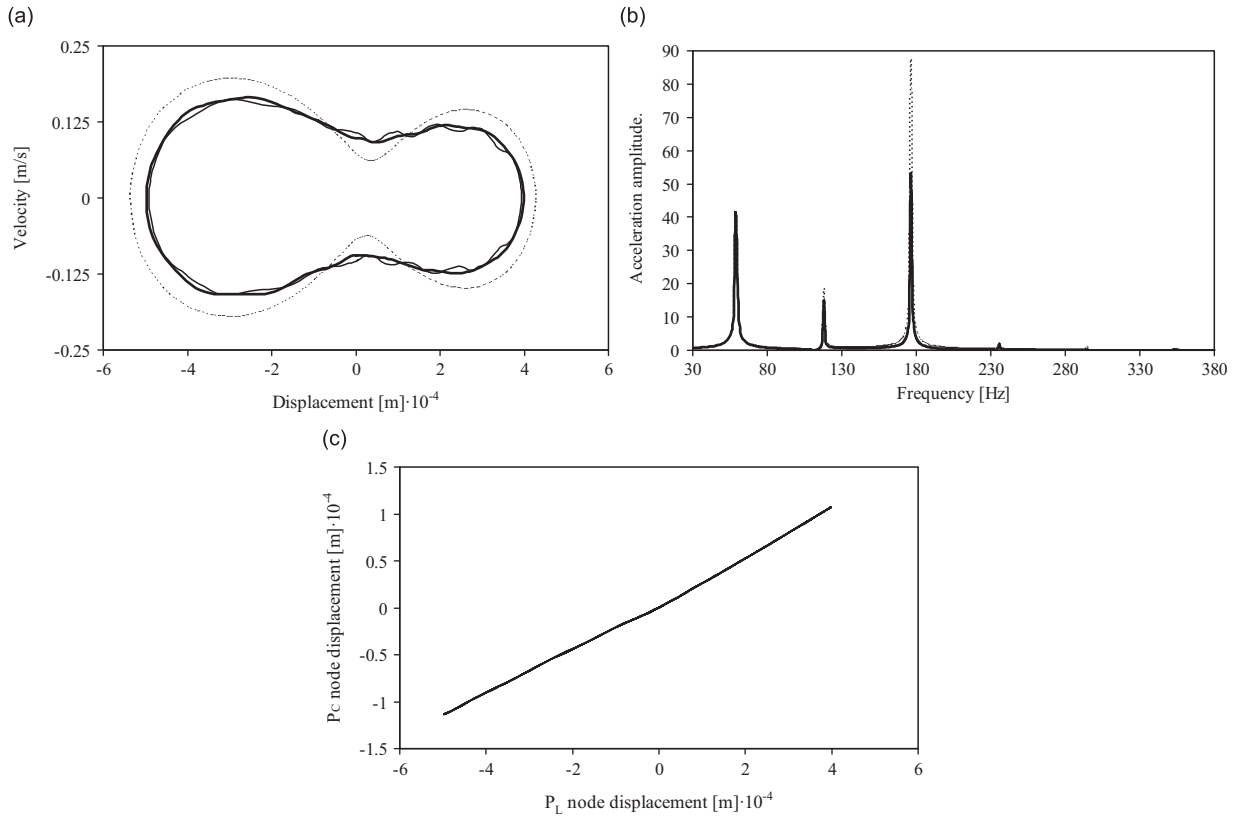 (a)
0.25
0.125
0
-0.125
-0.25
Velocity [m/s]
-6 -4 -2 0 2 4 6
Displacement [m]·10-4
(b)
90
80
70
60
50
40
30
20
10
0
Acceleration amplitude.
30 80 130 180 230 280 330 380
Frequency [Hz]
(c)
1.5
1
0.5
0
-0.5
-1
-1.5
Pc node displacement [m]·10-4
-6 -4 -2 0 2 4 6
PL node displacement [m]·10-4